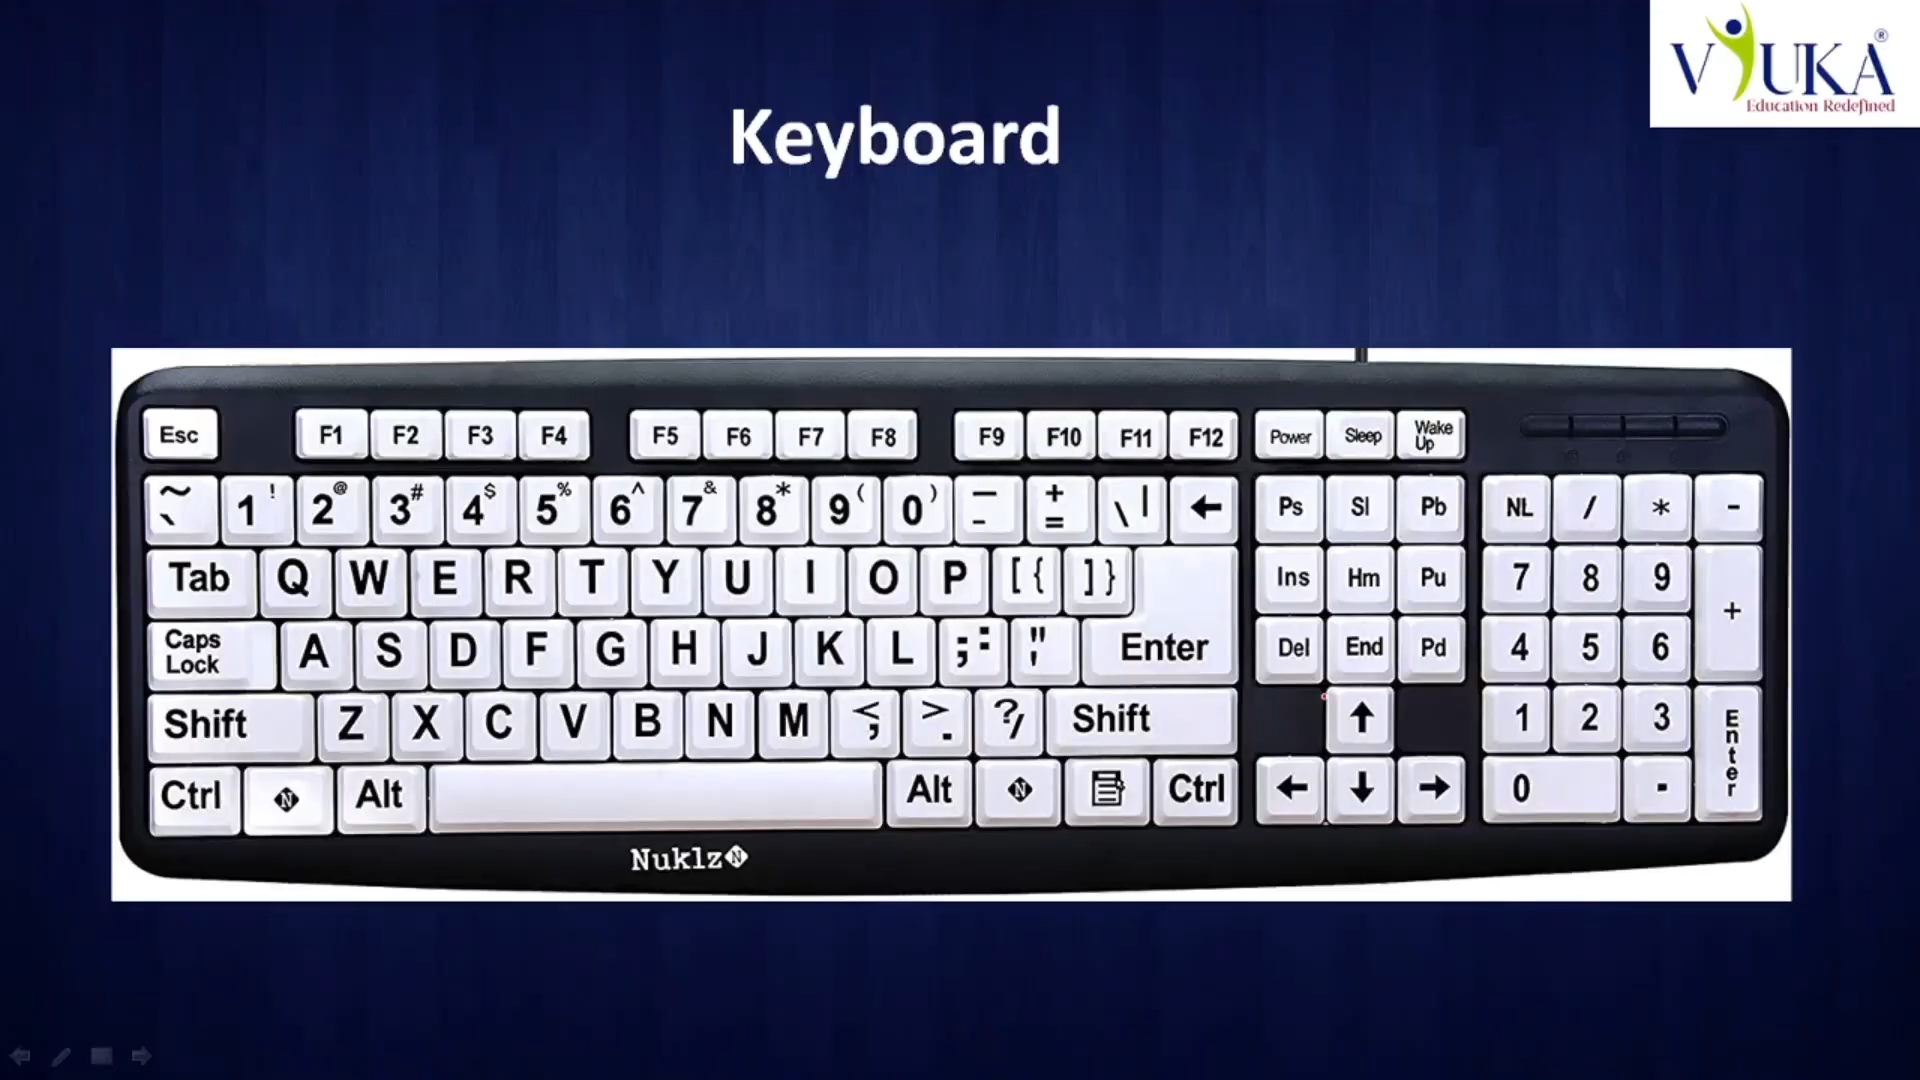 VIUKA®
Education Redefined
Keyboard
Esc F1 F2 F3 F4 F5 F6 F7 F8 F9 F10 F11 F12 Power Sleep Wake Up
~ ` 1 ! 2 @ 3 # 4 $ 5 % 6 ^ 7 & 8 * 9 ( 0 ) _ - + = \ | ← Ps Sl Pb NL / * -
Tab Q W E R T Y U I O P [ { ] } Ins Hm Pu 7 8 9 +
Caps Lock A S D F G H J K L ; : " ' Enter Del End Pd 4 5 6
Shift Z X C V B N M < , > . ? / Shift ↑ 1 2 3 Enter
Ctrl N Alt Alt N Ctrl ← ↓ → 0 .
Nuklz N